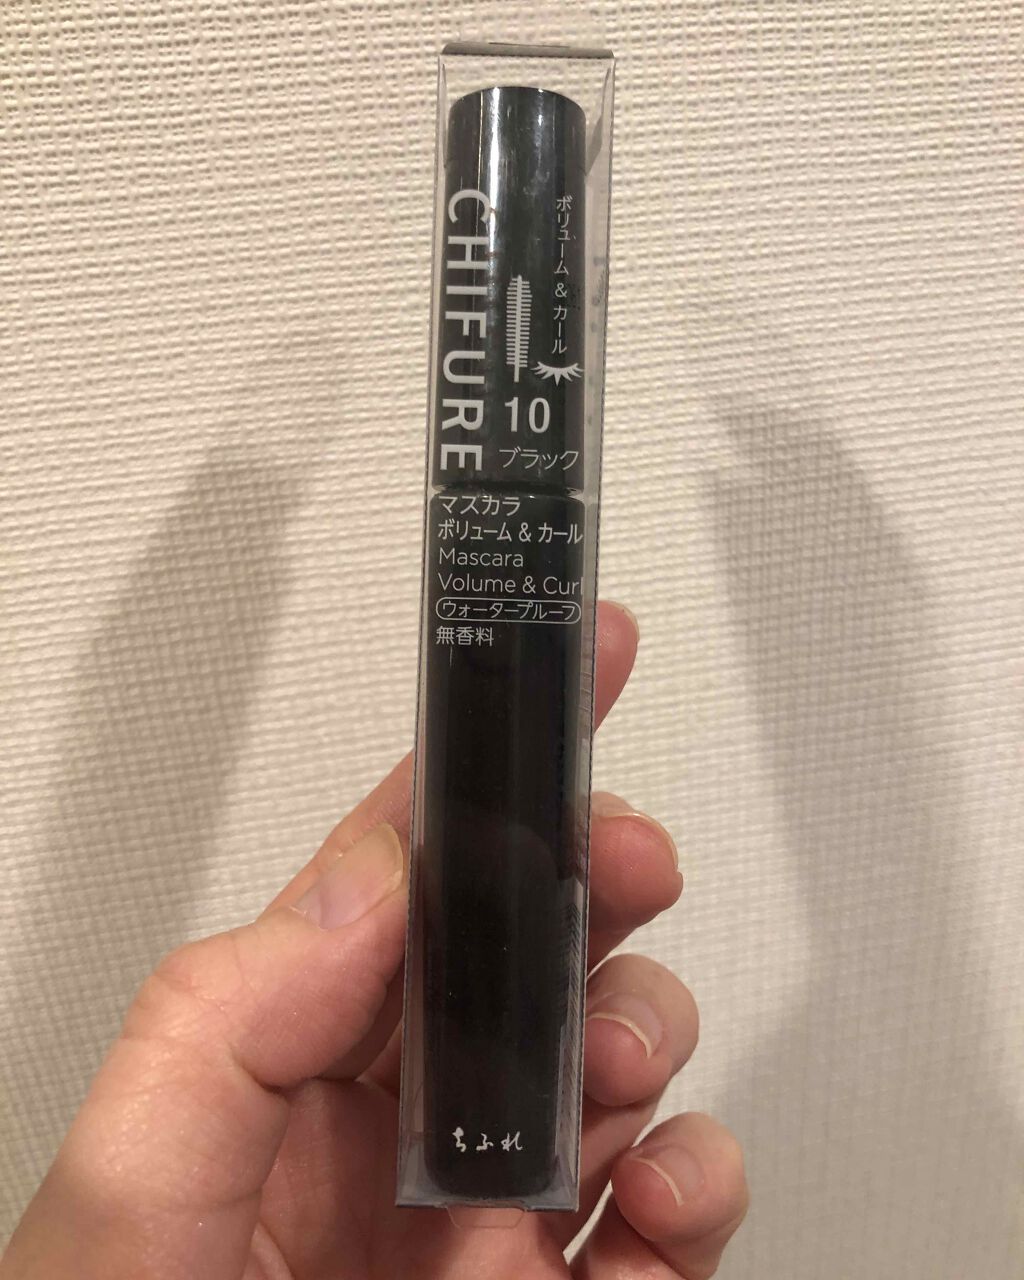 CHIFURE
ボリューム & カール
10
ブラック
マスカラ
ボリューム & カール
Mascara
Volume & Curl
ウォータープルーフ
無香料
ちふれ